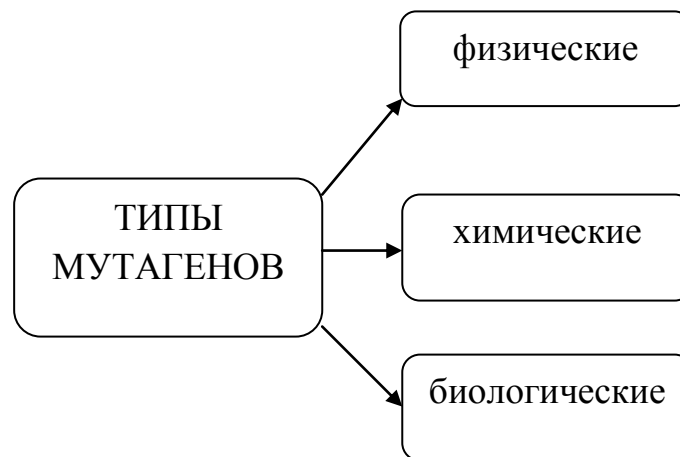 физические
ТИПЫ
МУТАГЕНОВ
химические
биологические